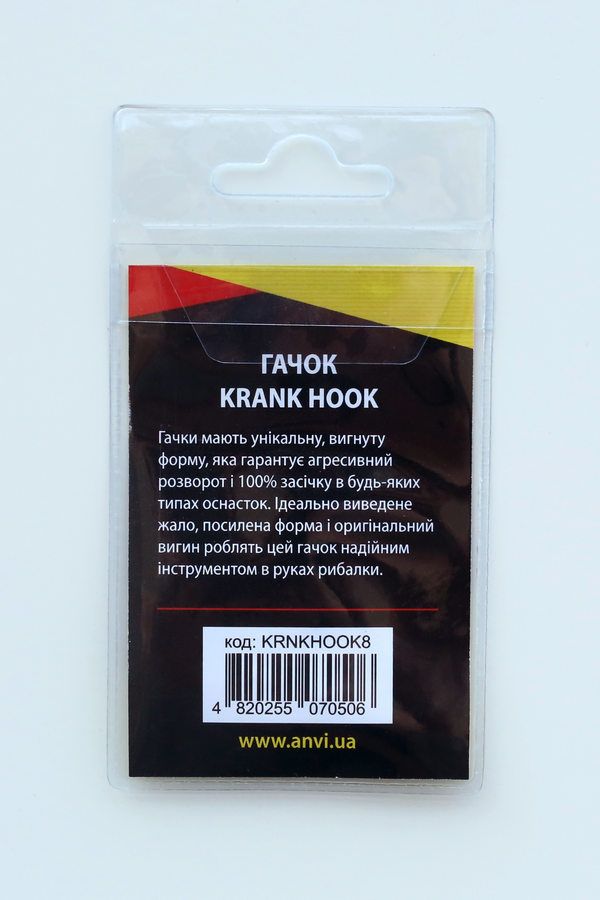 ГАЧОК
KRANK HOOK
Гачки мають унікальну, вигнуту
форму, яка гарантує агресивний
розворот і 100% засічку в будь-яких
типах оснасток. Ідеально виведене
жало, посилена форма і оригінальний
вигин роблять цей гачок надійним
інструментом в руках рибалки.
код: KRNKHOOK8
4 820255 070506
www.anvi.ua